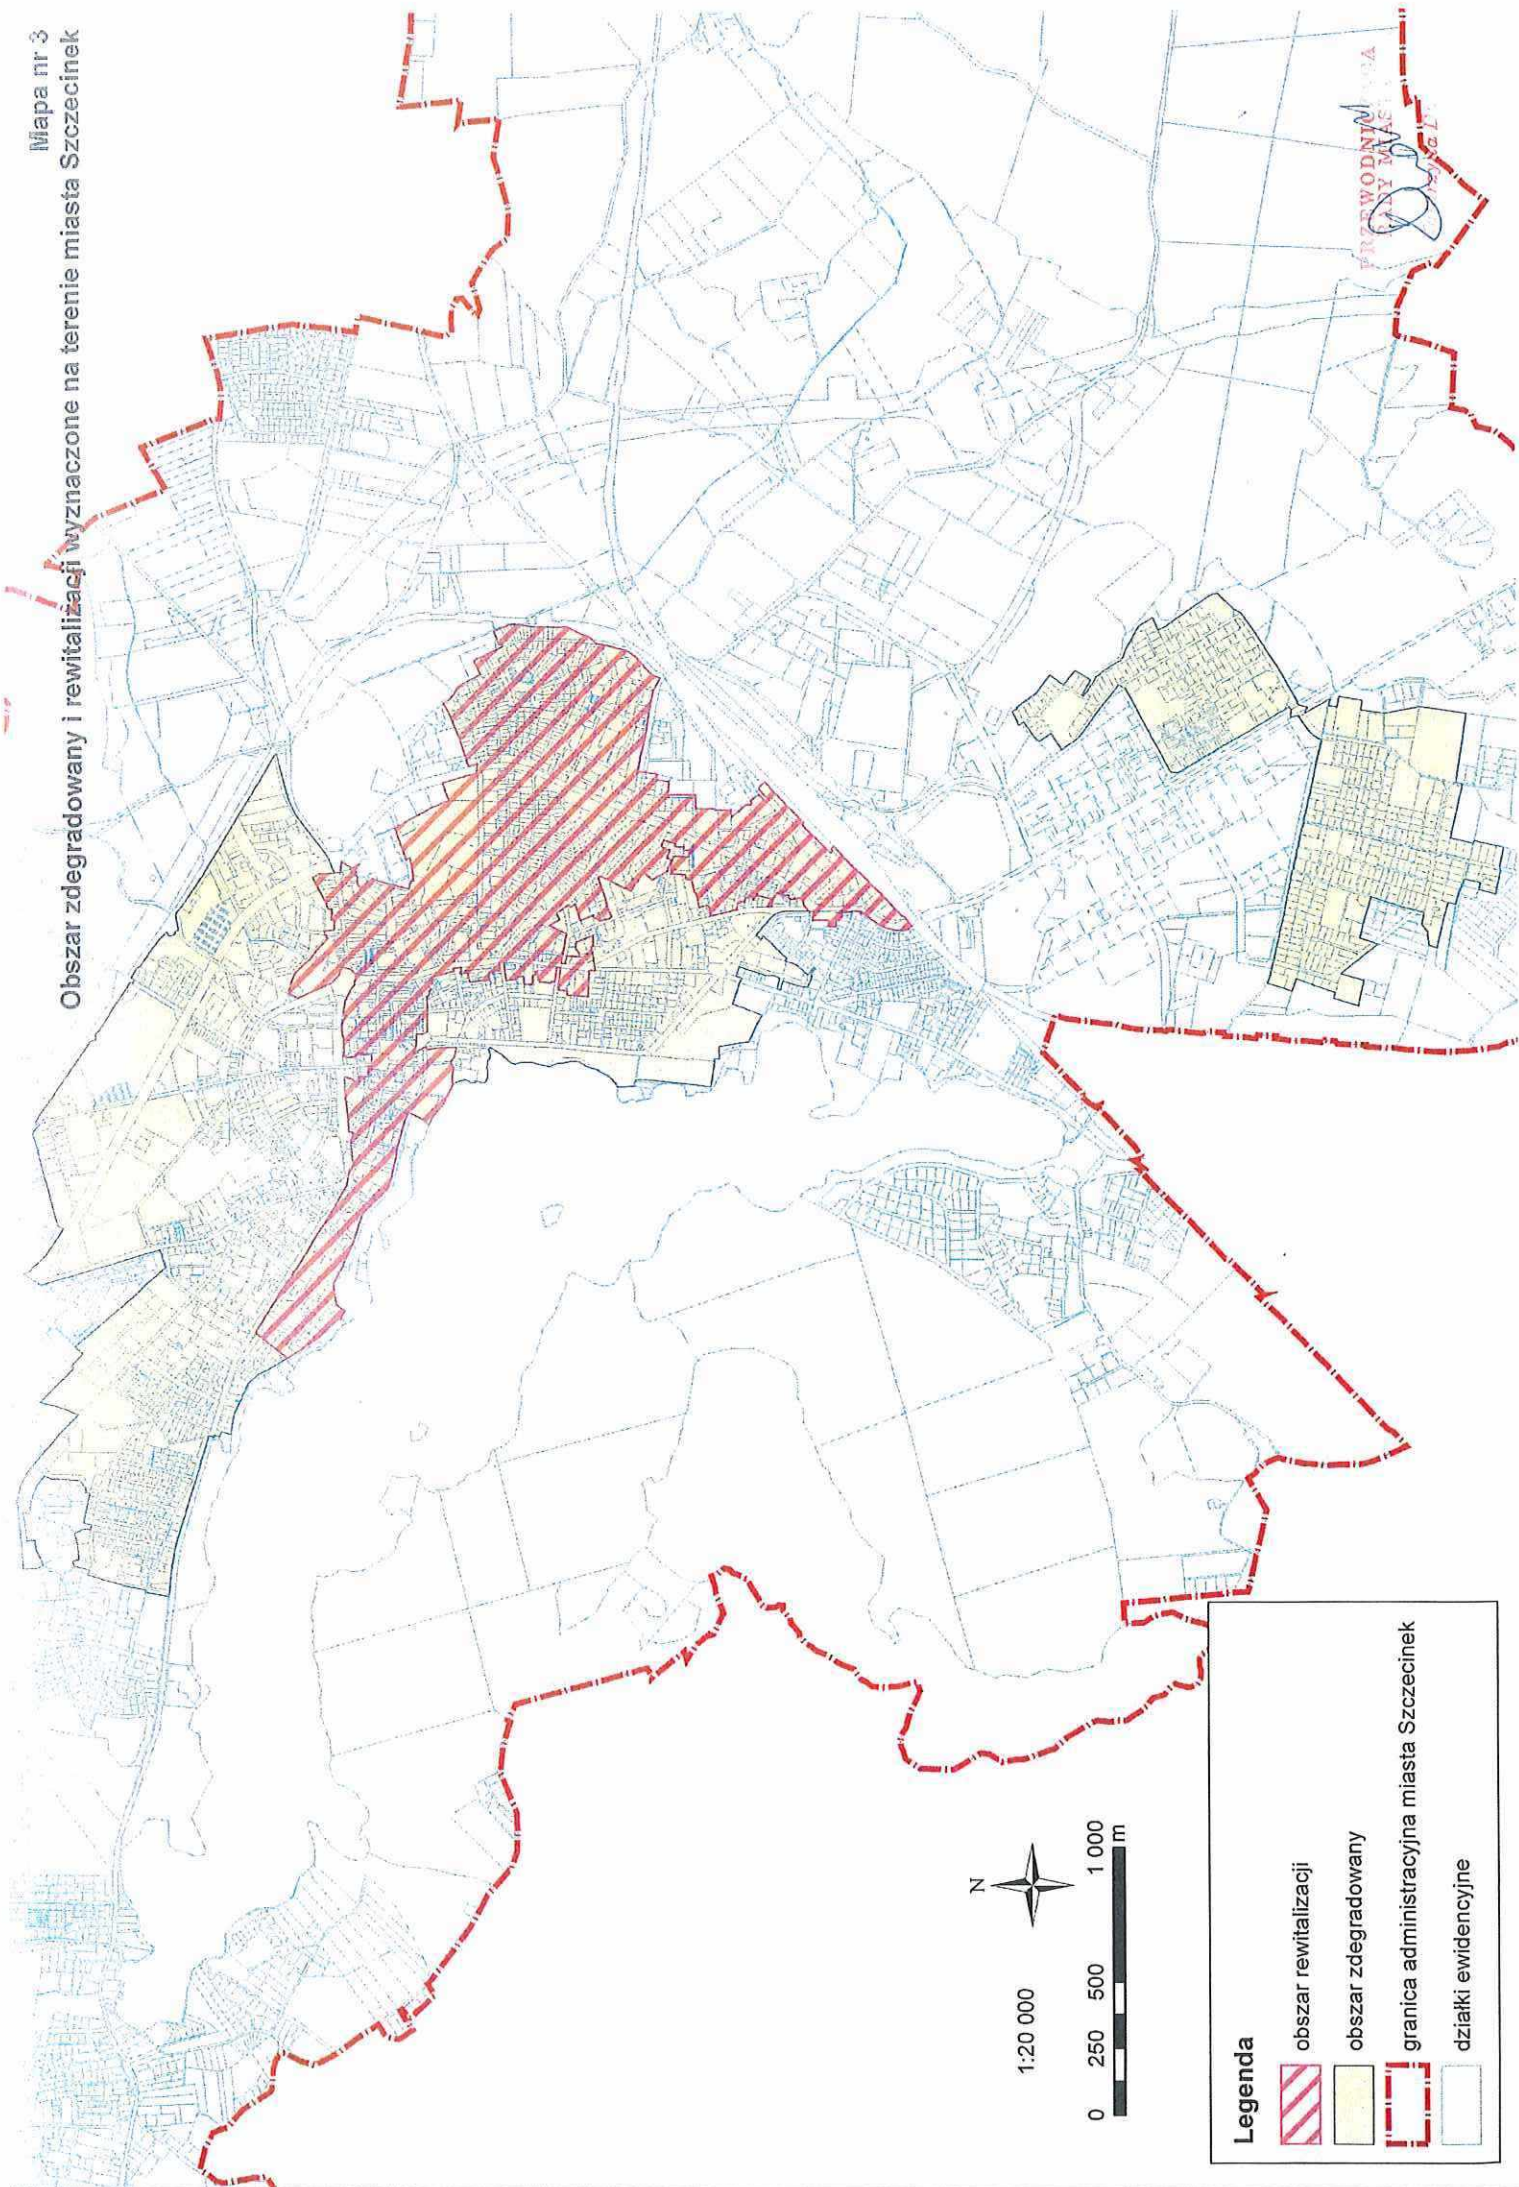 Mapa nr 3
Obszar zdegradowany i rewitalizacji wyznaczone na terenie miasta Szczecinek
RADY
N
1:20 000
0 250 500 1 000
m
Legenda
obszar rewitalizacji
obszar zdegradowany
granica administracyjna miasta Szczecinek
działki ewidencyjne